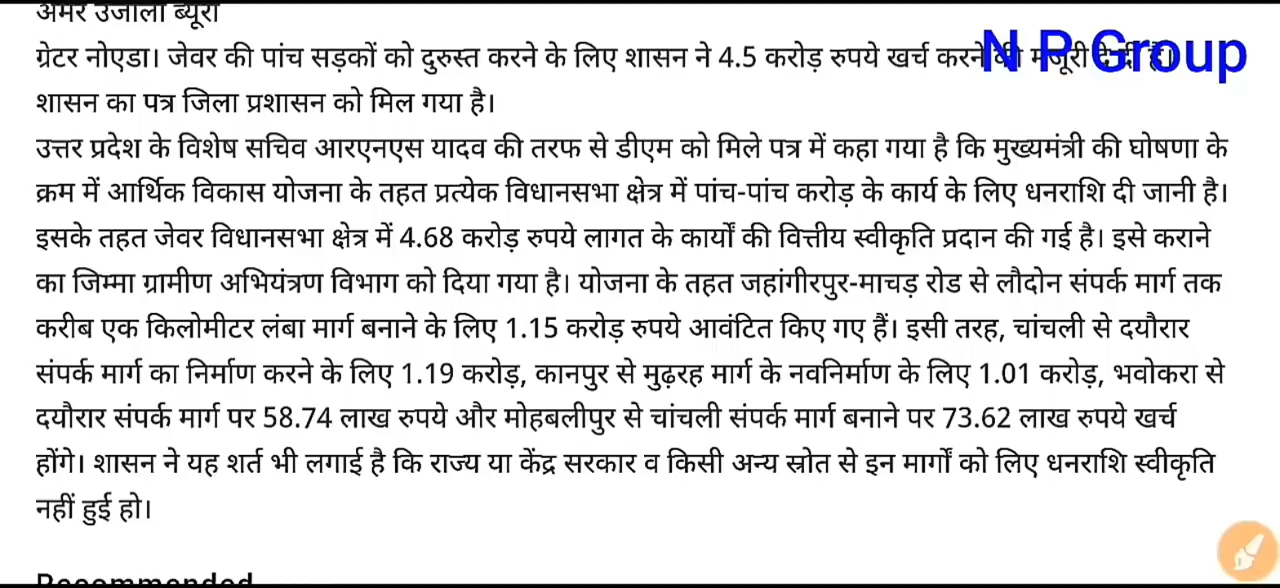 अमर उजाला ब्यूरो
ग्रेटर नोएडा। जेवर की पांच सड़कों को दुरुस्त करने के लिए शासन ने 4.5 करोड़ रुपये खर्च करने की मंजूरी दे दी है।
N P Group
शासन का पत्र जिला प्रशासन को मिल गया है।
उत्तर प्रदेश के विशेष सचिव आरएनएस यादव की तरफ से डीएम को मिले पत्र में कहा गया है कि मुख्यमंत्री की घोषणा के
क्रम में आर्थिक विकास योजना के तहत प्रत्येक विधानसभा क्षेत्र में पांच-पांच करोड़ के कार्य के लिए धनराशि दी जानी है।
इसके तहत जेवर विधानसभा क्षेत्र में 4.68 करोड़ रुपये लागत के कार्यों की वित्तीय स्वीकृति प्रदान की गई है। इसे कराने
का जिम्मा ग्रामीण अभियंत्रण विभाग को दिया गया है। योजना के तहत जहांगीरपुर-माचड़ रोड से लौदोन संपर्क मार्ग तक
करीब एक किलोमीटर लंबा मार्ग बनाने के लिए 1.15 करोड़ रुपये आवंटित किए गए हैं। इसी तरह, चांचली से दयौरार
संपर्क मार्ग का निर्माण करने के लिए 1.19 करोड़, कानपुर से मुढ़रह मार्ग के नवनिर्माण के लिए 1.01 करोड़, भवोकरा से
दयौरार संपर्क मार्ग पर 58.74 लाख रुपये और मोहबलीपुर से चांचली संपर्क मार्ग बनाने पर 73.62 लाख रुपये खर्च
होंगे। शासन ने यह शर्त भी लगाई है कि राज्य या केंद्र सरकार व किसी अन्य स्रोत से इन मार्गों को लिए धनराशि स्वीकृति
नहीं हुई हो।
Recommended